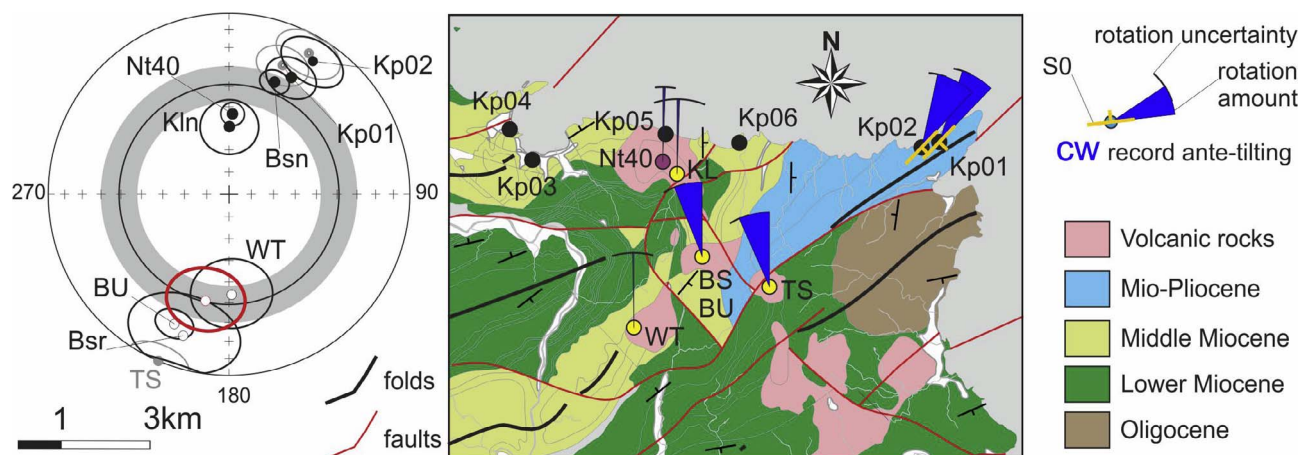 Nt40
Kln
Kp02
Kp01
Bsn
270
90
WT
BU
Bsr
TS
180
1
3km
folds
faults
N
Kp04
Kp05
Kp06
Kp02
Kp03
Nt40
KL
Kp01
BS
BU
TS
WT
rotation uncertainty
S0
rotation
amount
CW record ante-tilting
Volcanic rocks
Mio-Pliocene
Middle Miocene
Lower Miocene
Oligocene